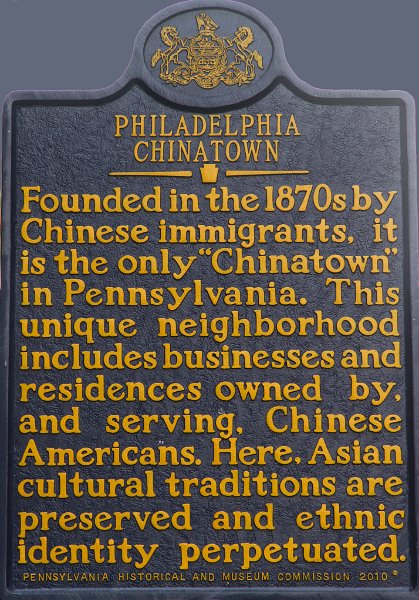 PHILADELPHIA
CHINATOWN
Founded in the 1870s by
Chinese immigrants, it
is the only "Chinatown"
in Pennsylvania. This
unique neighborhood
includes businesses and
residences owned by,
and serving, Chinese
Americans. Here, Asian
cultural traditions are
preserved and ethnic
identity perpetuated.
PENNSYLVANIA HISTORICAL AND MUSEUM COMMISSION 2010